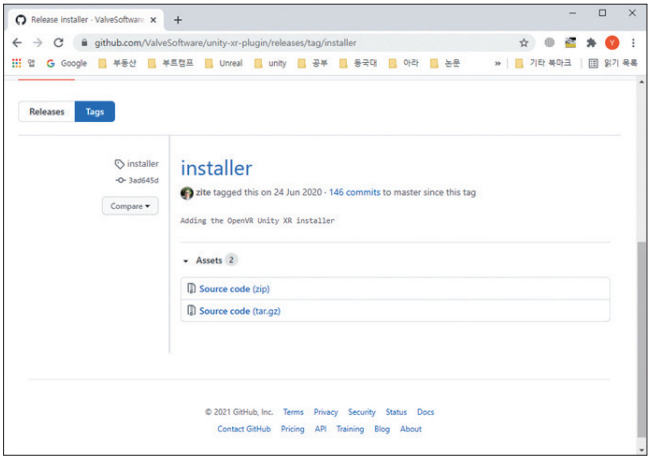 Release installer · ValveSoftware
github.com/ValveSoftware/unity-xr-plugin/releases/tag/installer
앱 Google 부동산 부트캠프 Unreal unity 공부 동국대 아라 논문 » 기타 북마크 읽기 목록
Releases Tags
installer
3ad645d
Compare
installer
zite tagged this on 24 Jun 2020 · 146 commits to master since this tag
Adding the OpenVR Unity XR installer
Assets 2
Source code (zip)
Source code (tar.gz)
© 2021 GitHub, Inc. Terms Privacy Security Status Docs
Contact GitHub Pricing API Training Blog About